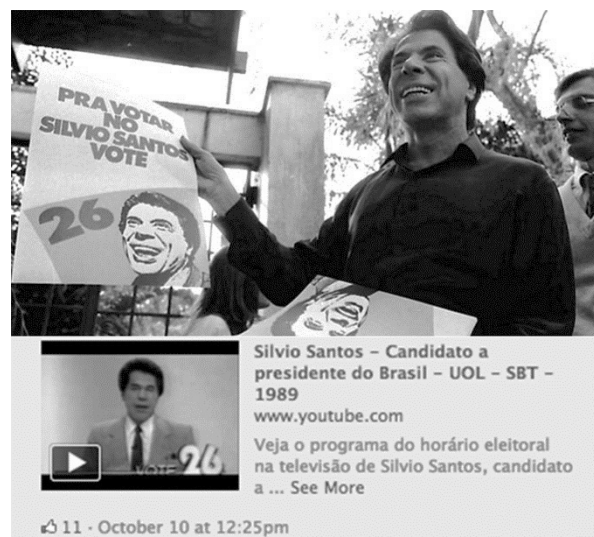 PRA VOTAR
NO
SILVIO SANTOS
VOTE
26
Silvio Santos - Candidato a
presidente do Brasil - UOL - SBT -
1989
www.youtube.com
VOTE 26
Veja o programa do horário eleitoral
na televisão de Silvio Santos, candidato
a ... See More
11 · October 10 at 12:25pm